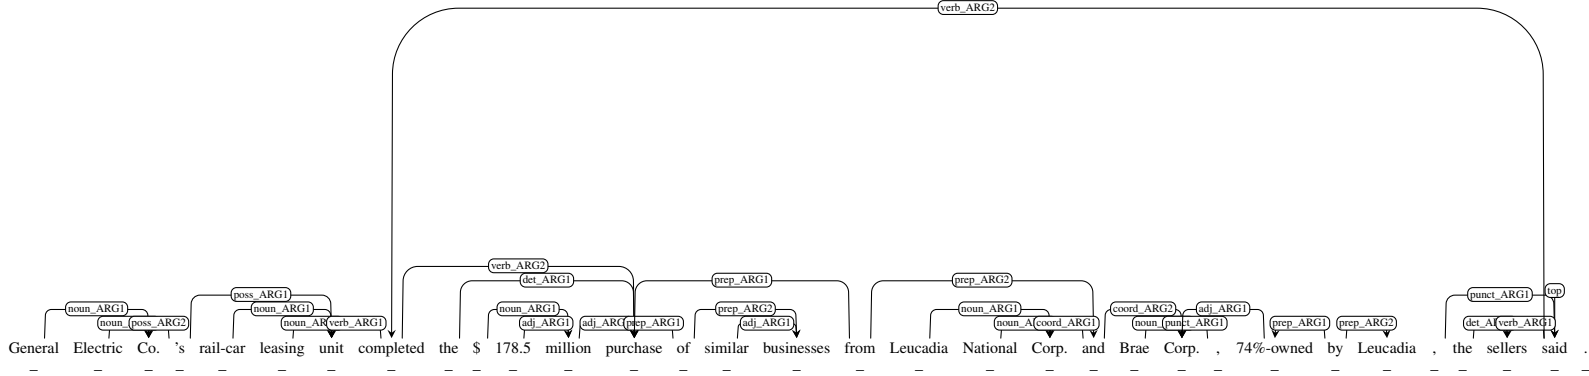 verb_ARG2
verb_ARG2
det_ARG1 prep_ARG1 prep_ARG2
top
poss_ARG1 punct_ARG1
noun_ARG1 noun_ARG1 noun_ARG1 prep_ARG2 noun_ARG1 coord_ARG2 adj_ARG1
poss_ARG2 verb_ARG1 adj_ARG1 prep_ARG1 adj_ARG1 coord_ARG1 punct_ARG1 prep_ARG1 prep_ARG2 verb_ARG1
General Electric Co. 's rail-car leasing unit completed the $ 178.5 million purchase of similar businesses from Leucadia National Corp. and Brae Corp. , 74%-owned by Leucadia , the sellers said .
_ _ _ _ _ _ _ _ _ _ _ _ _ _ _ _ _ _ _ _ _ _ _ _ _ _ _ _ _ _ _ _ _